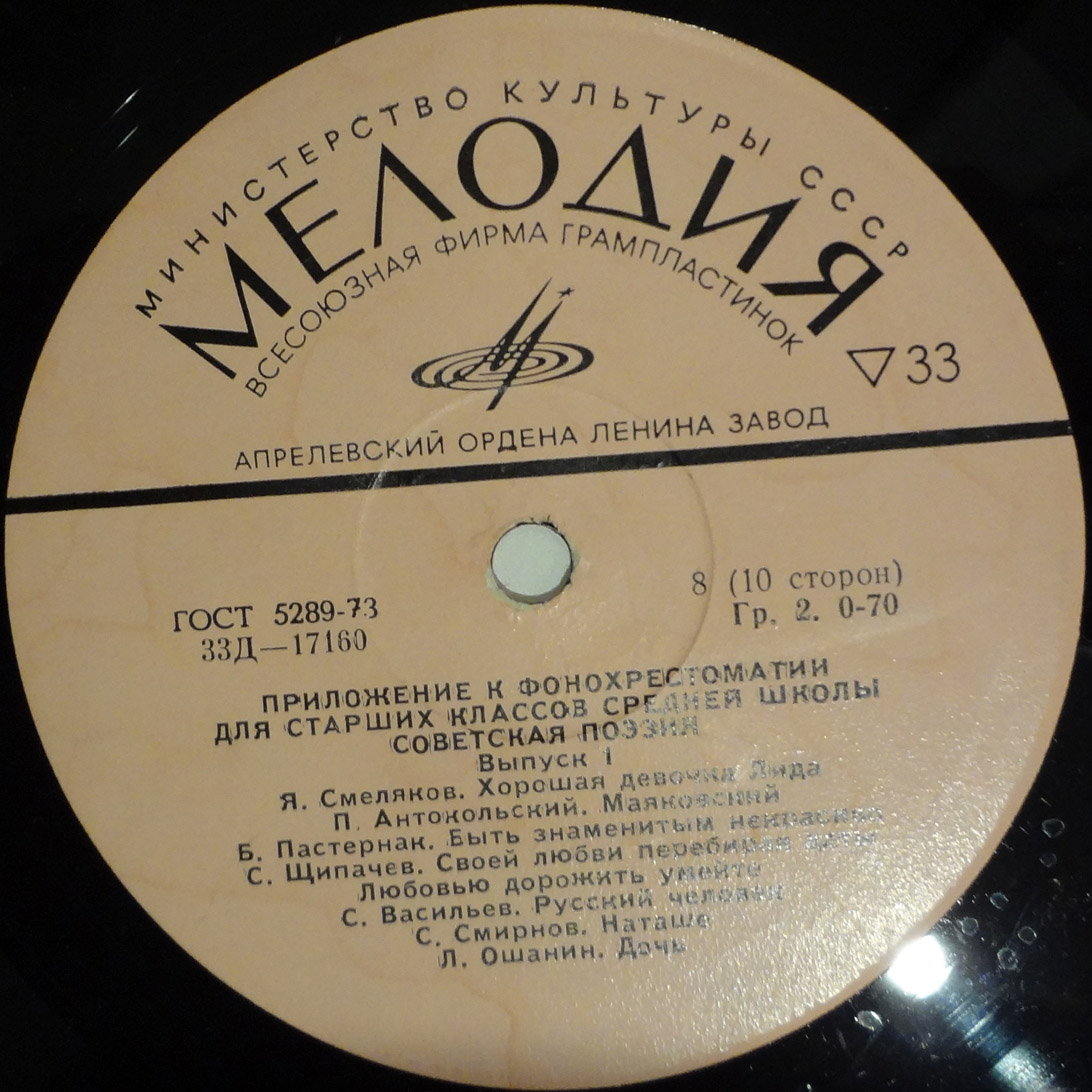 МИНИСТЕРСТВО КУЛЬТУРЫ СССР
МЕЛОДИЯ
ВСЕСОЮЗНАЯ ФИРМА ГРАМПЛАСТИНОК
▽33
АПРЕЛЕВСКИЙ ОРДЕНА ЛЕНИНА ЗАВОД
ГОСТ 5289-73
33Д—17160
8 (10 сторон)
Гр. 2. 0-70
ПРИЛОЖЕНИЕ К ФОНОХРЕСТОМАТИИ
ДЛЯ СТАРШИХ КЛАССОВ СРЕДНЕЙ ШКОЛЫ
СОВЕТСКАЯ ПОЭЗИЯ
Выпуск 1
Я. Смеляков. Хорошая девочка Лида
П. Антокольский. Маяковский
Б. Пастернак. Быть знаменитым некрасиво
С. Щипачев. Своей любви перебирая даты
Любовью дорожить умейте
С. Васильев. Русский человек
С. Смирнов. Наташе
Л. Ошанин. Дочь